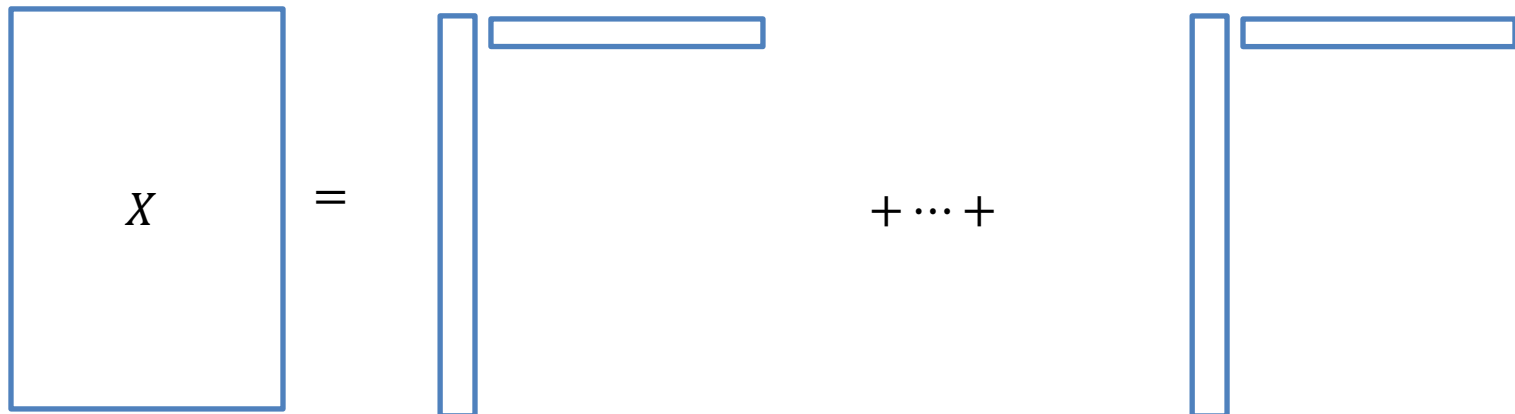 X = + ⋯ +